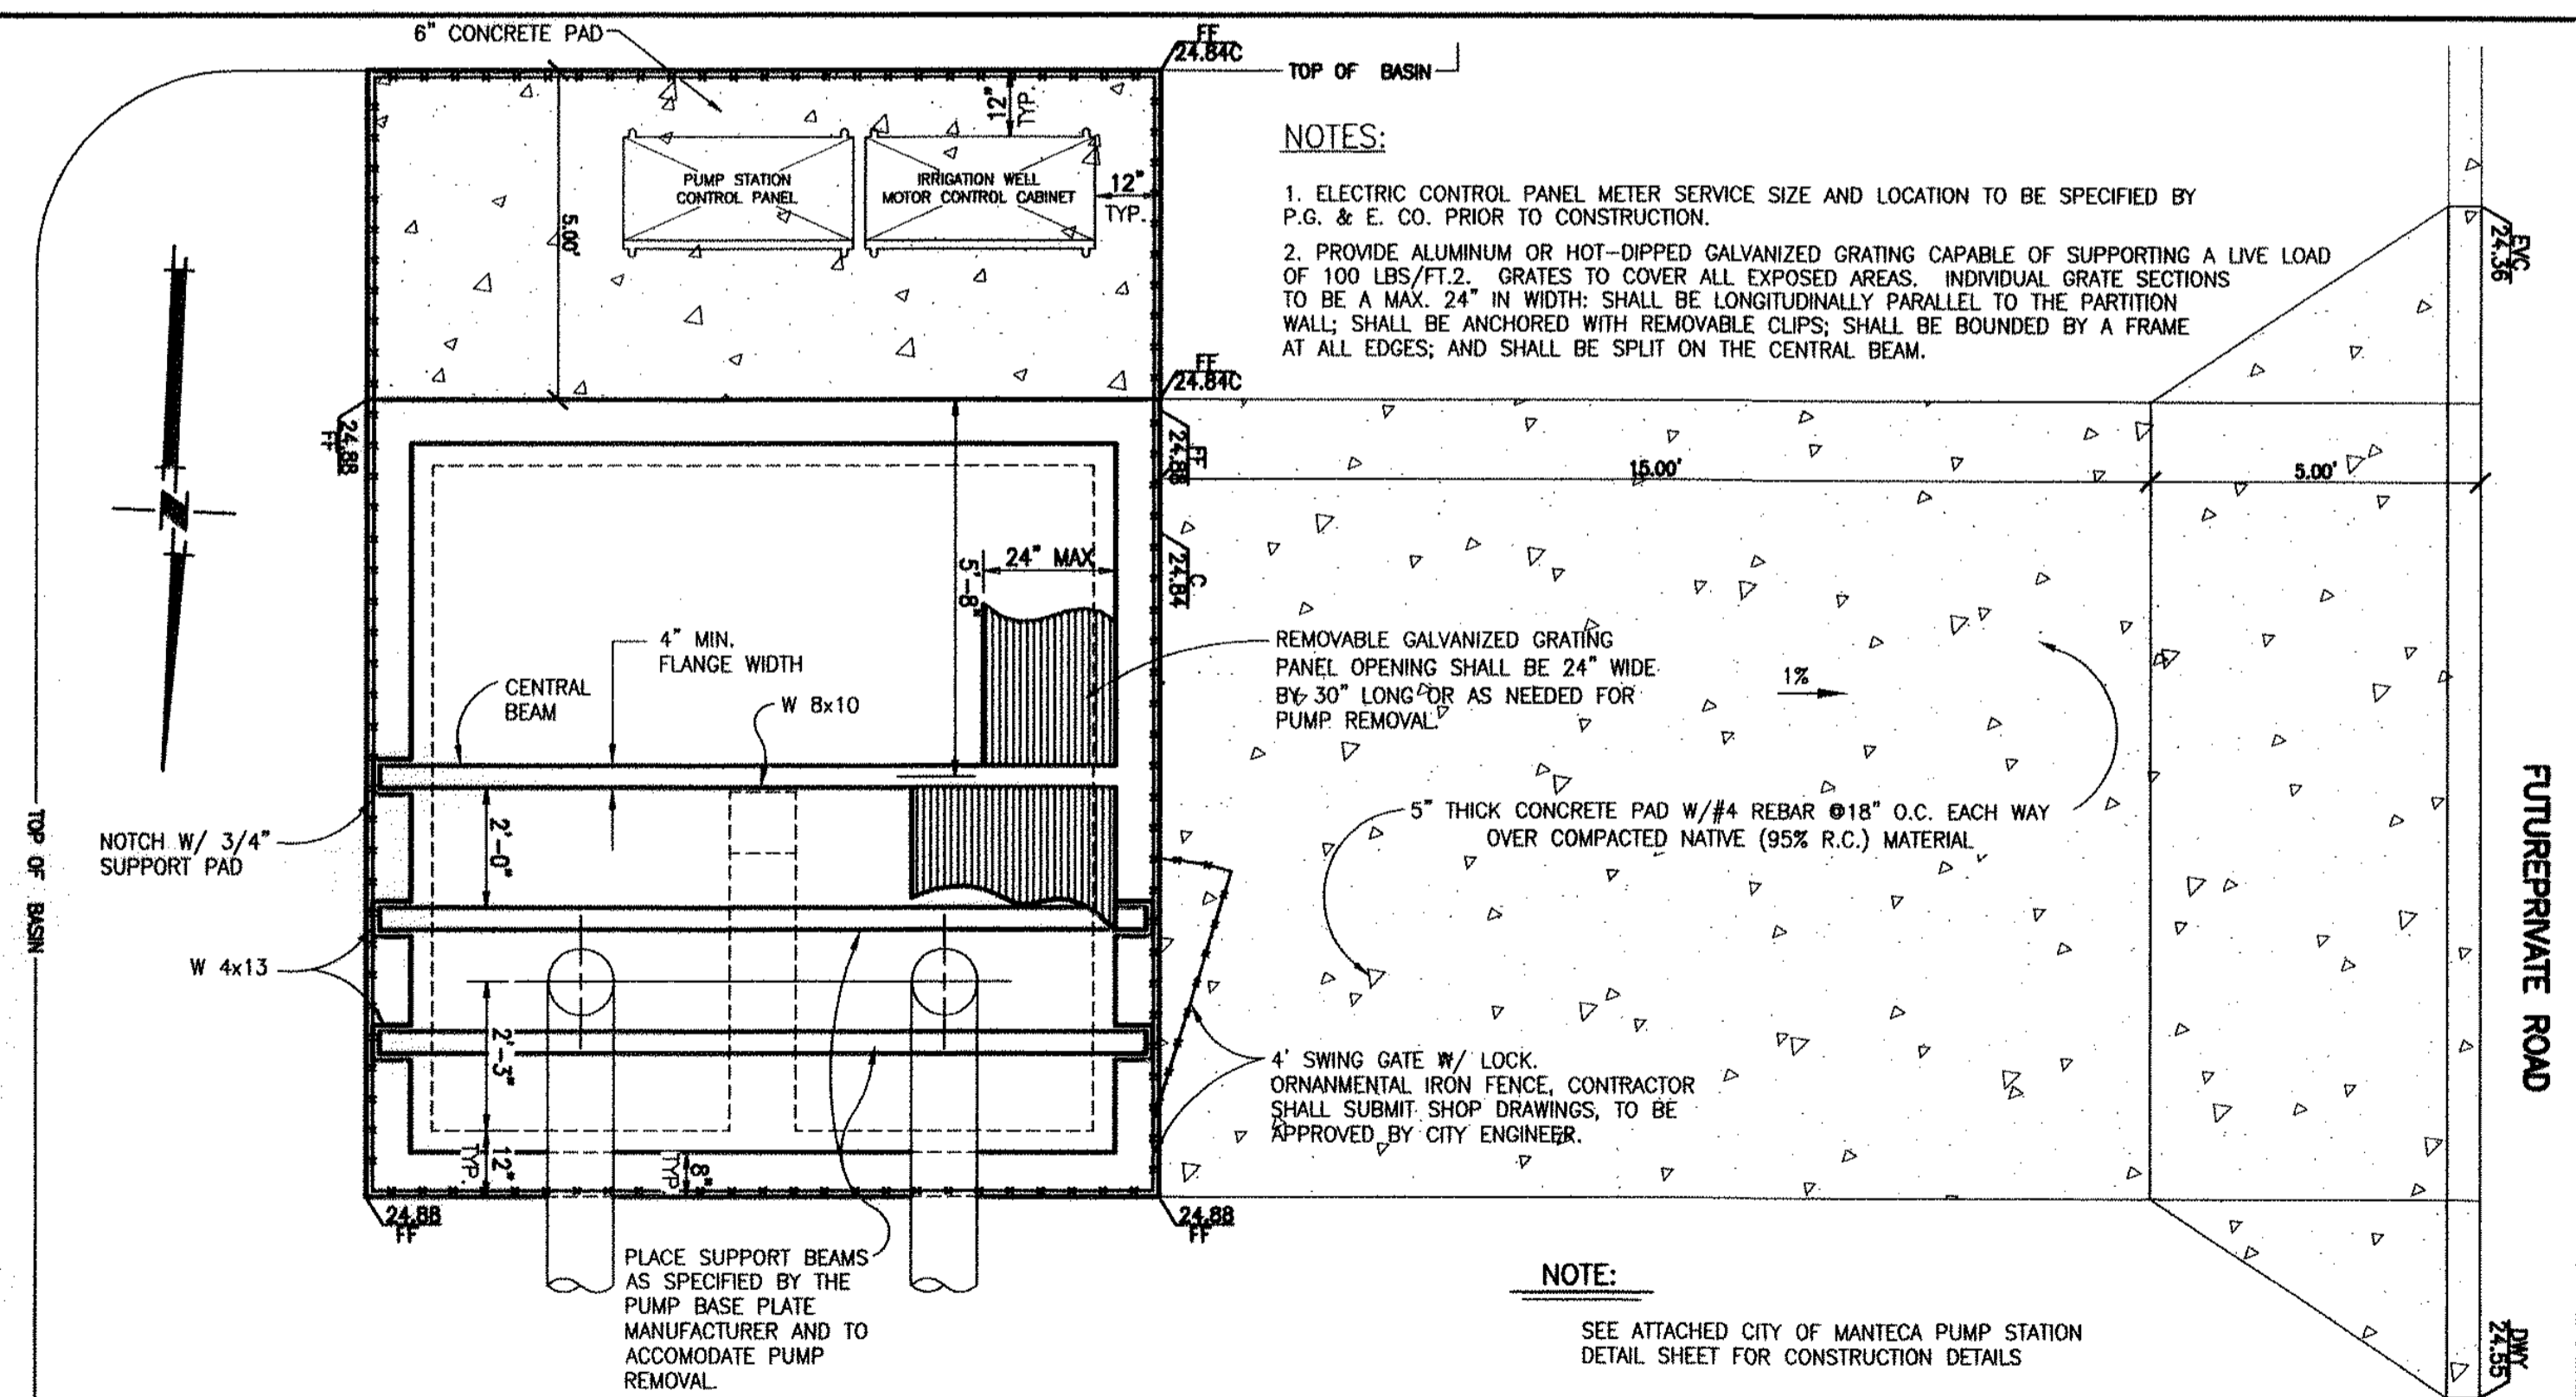 6" CONCRETE PAD
FF
24.84C
TOP OF BASIN
12"
TYP.
PUMP STATION
CONTROL PANEL
IRRIGATION WELL
MOTOR CONTROL CABINET
12"
TYP.
5.00'
NOTES:
1. ELECTRIC CONTROL PANEL METER SERVICE SIZE AND LOCATION TO BE SPECIFIED BY
P.G. & E. CO. PRIOR TO CONSTRUCTION.
2. PROVIDE ALUMINUM OR HOT-DIPPED GALVANIZED GRATING CAPABLE OF SUPPORTING A LIVE LOAD
OF 100 LBS/FT.2. GRATES TO COVER ALL EXPOSED AREAS. INDIVIDUAL GRATE SECTIONS
TO BE A MAX. 24" IN WIDTH: SHALL BE LONGITUDINALLY PARALLEL TO THE PARTITION
WALL; SHALL BE ANCHORED WITH REMOVABLE CLIPS; SHALL BE BOUNDED BY A FRAME
AT ALL EDGES; AND SHALL BE SPLIT ON THE CENTRAL BEAM.
EVC
24.36
FF
24.84C
24.88
FF
FF
24.88
15.00'
5.00'
N
C
24.84
24" MAX
5'-8"
4" MIN.
FLANGE WIDTH
CENTRAL
BEAM
W 8x10
REMOVABLE GALVANIZED GRATING
PANEL OPENING SHALL BE 24" WIDE
BY 30" LONG OR AS NEEDED FOR
PUMP REMOVAL.
1%
5" THICK CONCRETE PAD W/#4 REBAR @18" O.C. EACH WAY
OVER COMPACTED NATIVE (95% R.C.) MATERIAL
FUTUREPRIVATE ROAD
NOTCH W/ 3/4"
SUPPORT PAD
TOP OF BASIN
2'-0"
W 4x13
2'-3"
4' SWING GATE W/ LOCK.
ORNANMENTAL IRON FENCE, CONTRACTOR
SHALL SUBMIT SHOP DRAWINGS, TO BE
APPROVED BY CITY ENGINEER.
12"
TYP.
8"
TYP.
24.88
FF
24.88
FF
PLACE SUPPORT BEAMS
AS SPECIFIED BY THE
PUMP BASE PLATE
MANUFACTURER AND TO
ACCOMODATE PUMP
REMOVAL.
NOTE:
SEE ATTACHED CITY OF MANTECA PUMP STATION
DETAIL SHEET FOR CONSTRUCTION DETAILS
DWY
24.55